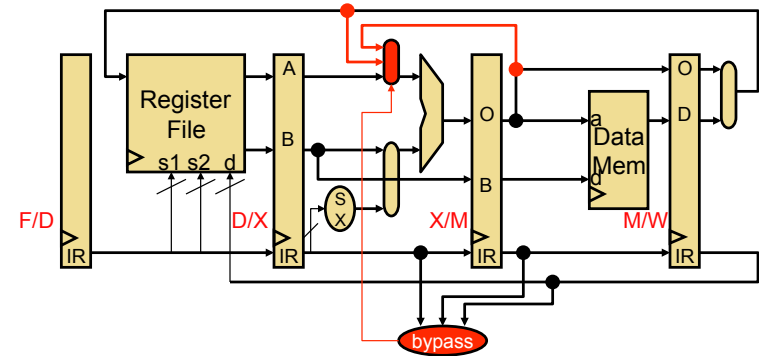 A
O
Register
File
O
a
Data
Mem
D
B
s1 s2 d
S
X
B
d
F/D
D/X
X/M
M/W
IR
IR
IR
IR
bypass